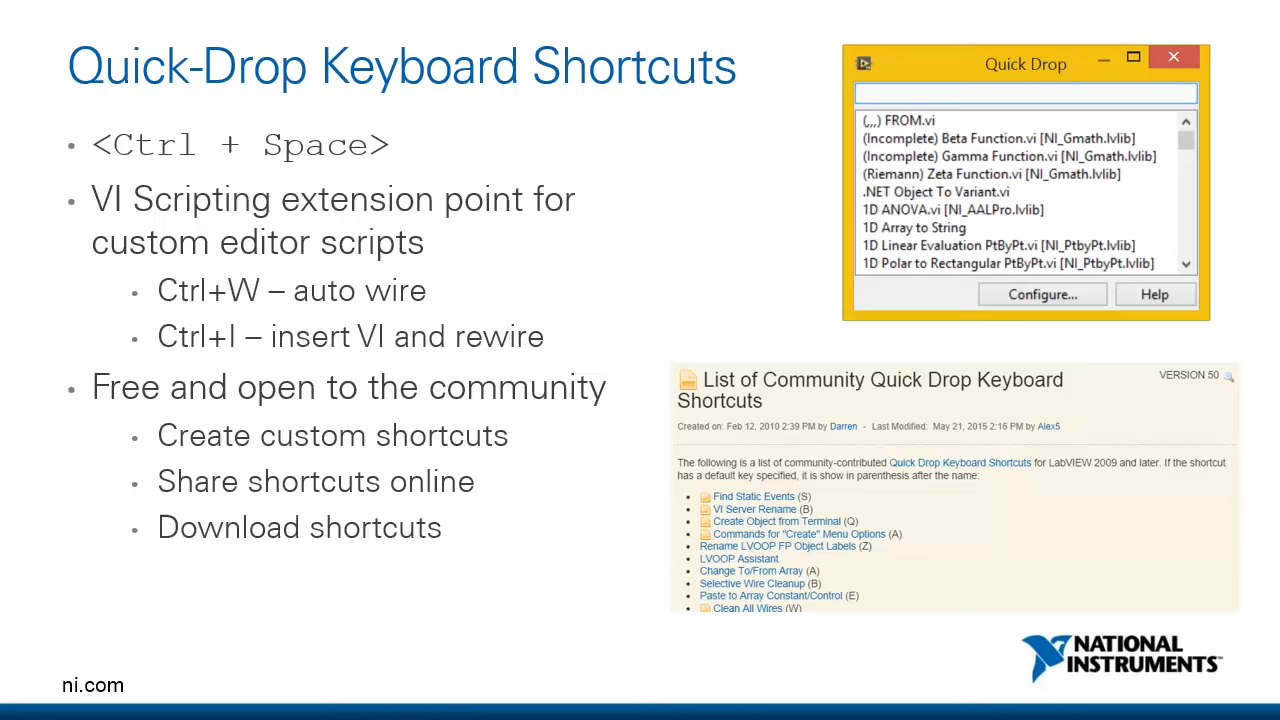 Quick-Drop Keyboard Shortcuts
• <Ctrl + Space>
• VI Scripting extension point for
custom editor scripts
• Ctrl+W – auto wire
• Ctrl+I – insert VI and rewire
• Free and open to the community
• Create custom shortcuts
• Share shortcuts online
• Download shortcuts
Quick Drop
(,,,) FROM.vi
(Incomplete) Beta Function.vi [NI_Gmath.lvlib]
(Incomplete) Gamma Function.vi [NI_Gmath.lvlib]
(Riemann) Zeta Function.vi [NI_Gmath.lvlib]
.NET Object To Variant.vi
1D ANOVA.vi [NI_AALPro.lvlib]
1D Array to String
1D Linear Evaluation PtByPt.vi [NI_PtbyPt.lvlib]
1D Polar to Rectangular PtByPt.vi [NI_PtbyPt.lvlib]
Configure... Help
List of Community Quick Drop Keyboard
Shortcuts
VERSION 50
Created on: Feb 12, 2010 2:39 PM by Darren - Last Modified: May 21, 2015 2:16 PM by Alex5
The following is a list of community-contributed Quick Drop Keyboard Shortcuts for LabVIEW 2009 and later. If the shortcut
has a default key specified, it is show in parenthesis after the name:
• Find Static Events (S)
• VI Server Rename (B)
• Create Object from Terminal (Q)
• Commands for "Create" Menu Options (A)
• Rename LVOOP FP Object Labels (Z)
• LVOOP Assistant
• Change To/From Array (A)
• Selective Wire Cleanup (B)
• Paste to Array Constant/Control (E)
• Clean All Wires (W)
NATIONAL
INSTRUMENTS™
ni.com